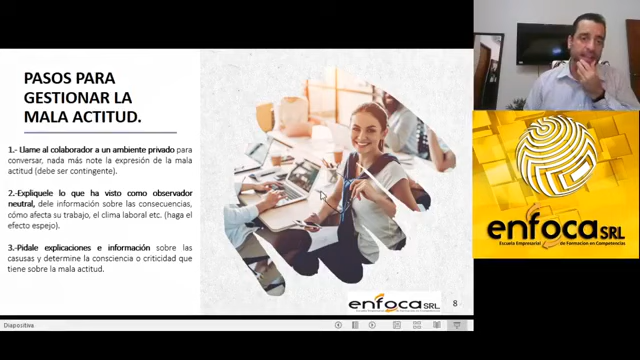 PASOS PARA
GESTIONAR LA
MALA ACTITUD.
1.- Llame al colaborador a un ambiente privado para
conversar, nada más note la expresión de la mala
actitud (debe ser contingente).
2.-Expliquele lo que ha visto como observador
neutral, dele información sobre las consecuencias,
cómo afecta su trabajo, el clima laboral etc. (haga el
efecto espejo).
3.-Pidale explicaciones e información sobre las
casusas y determine la consciencia o criticidad que
tiene sobre la mala actitud.
enfoca SRL
8
Diapositiva
enfoca SRL
Escuela Empresarial de Formacion en Competencias